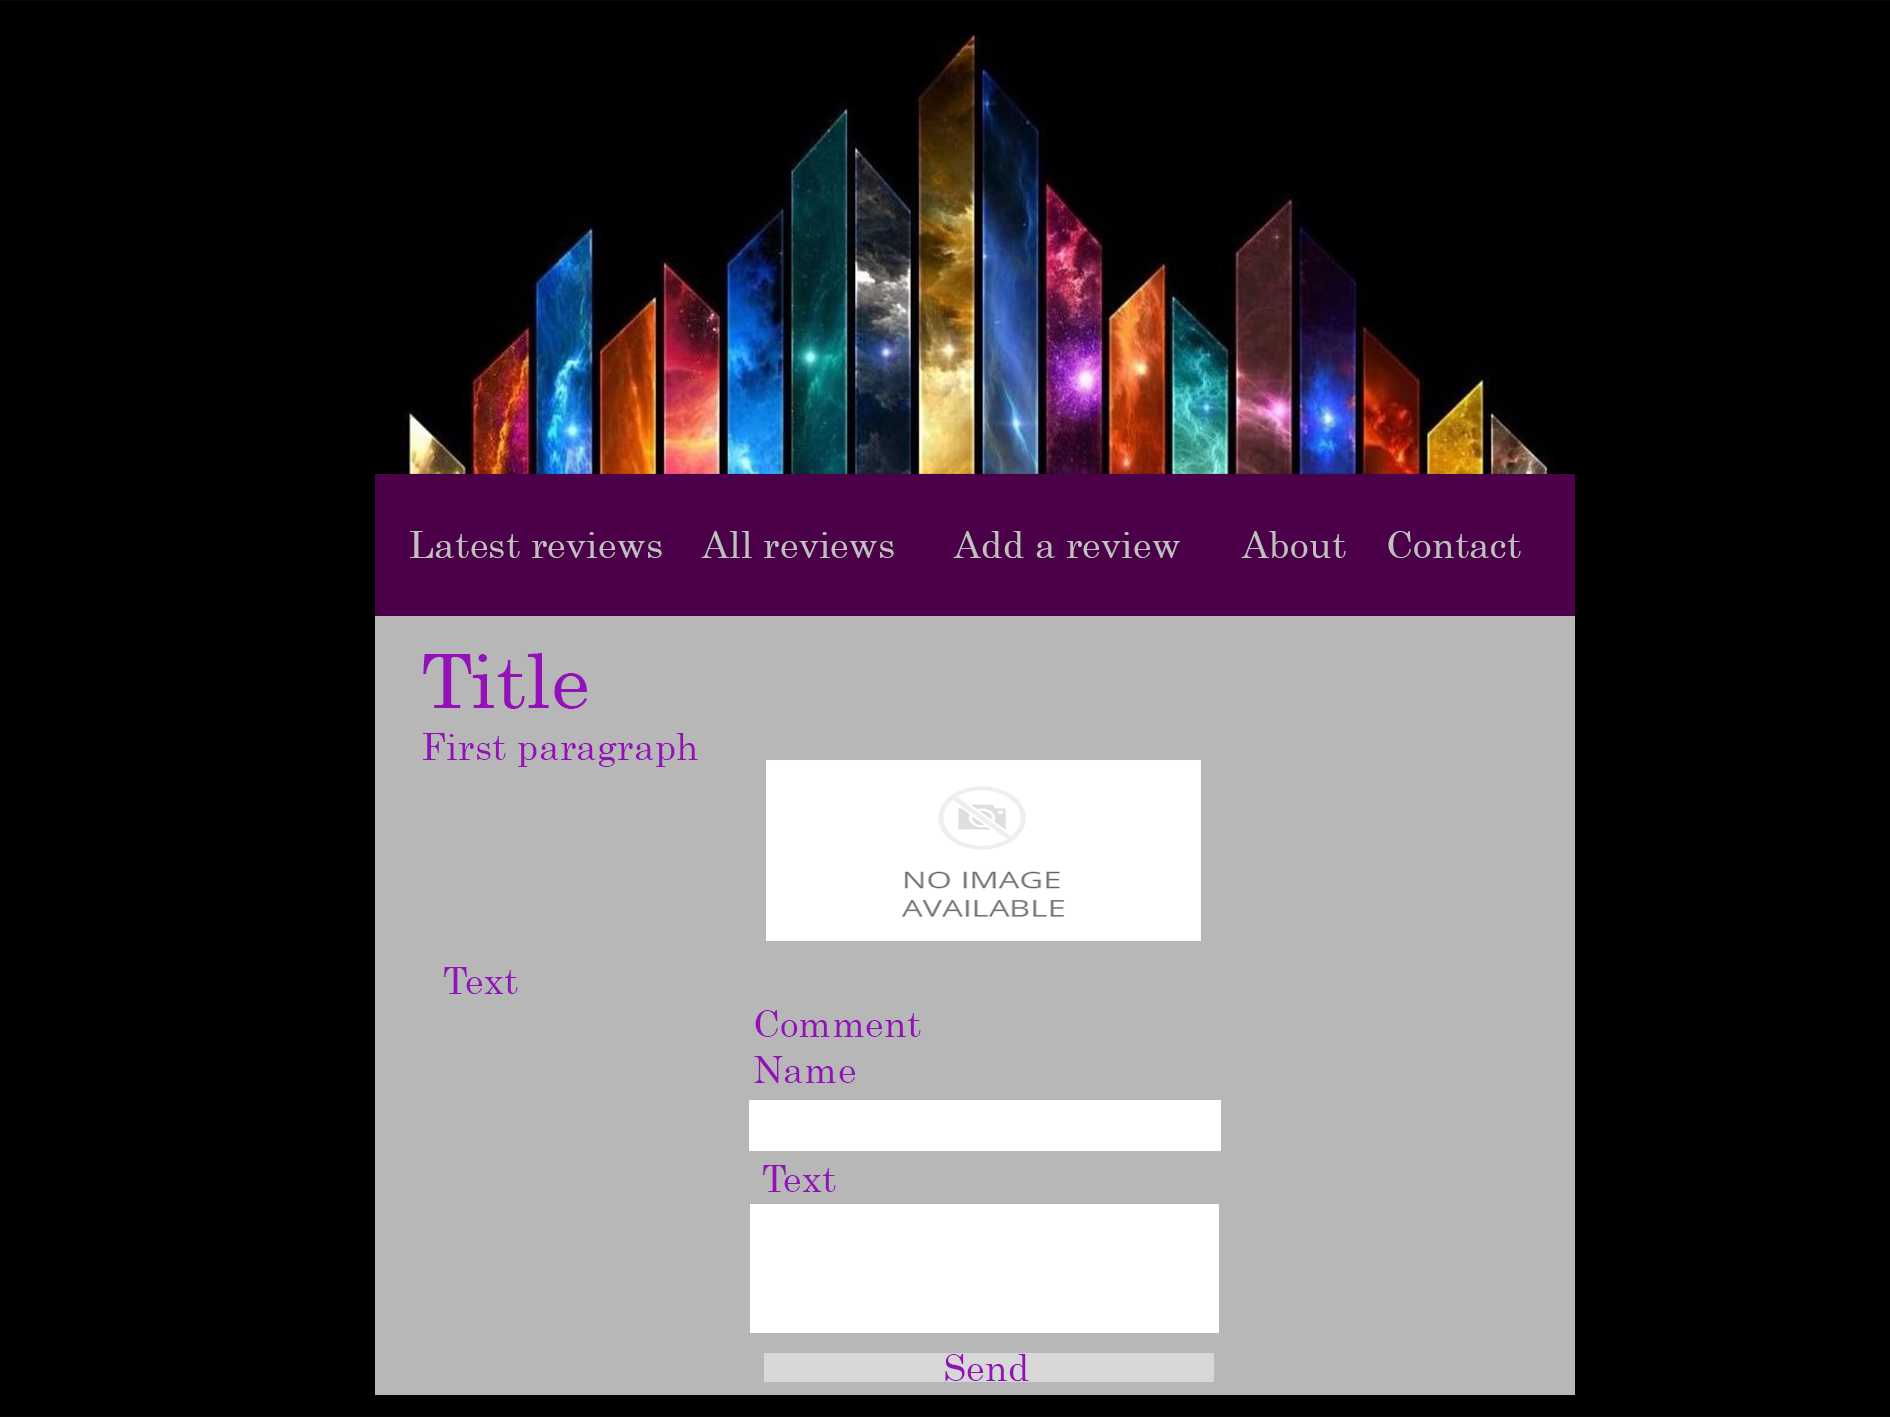 Latest reviews All reviews Add a review About Contact
Title
First paragraph
NO IMAGE
AVAILABLE
Text
Comment
Name
Text
Send